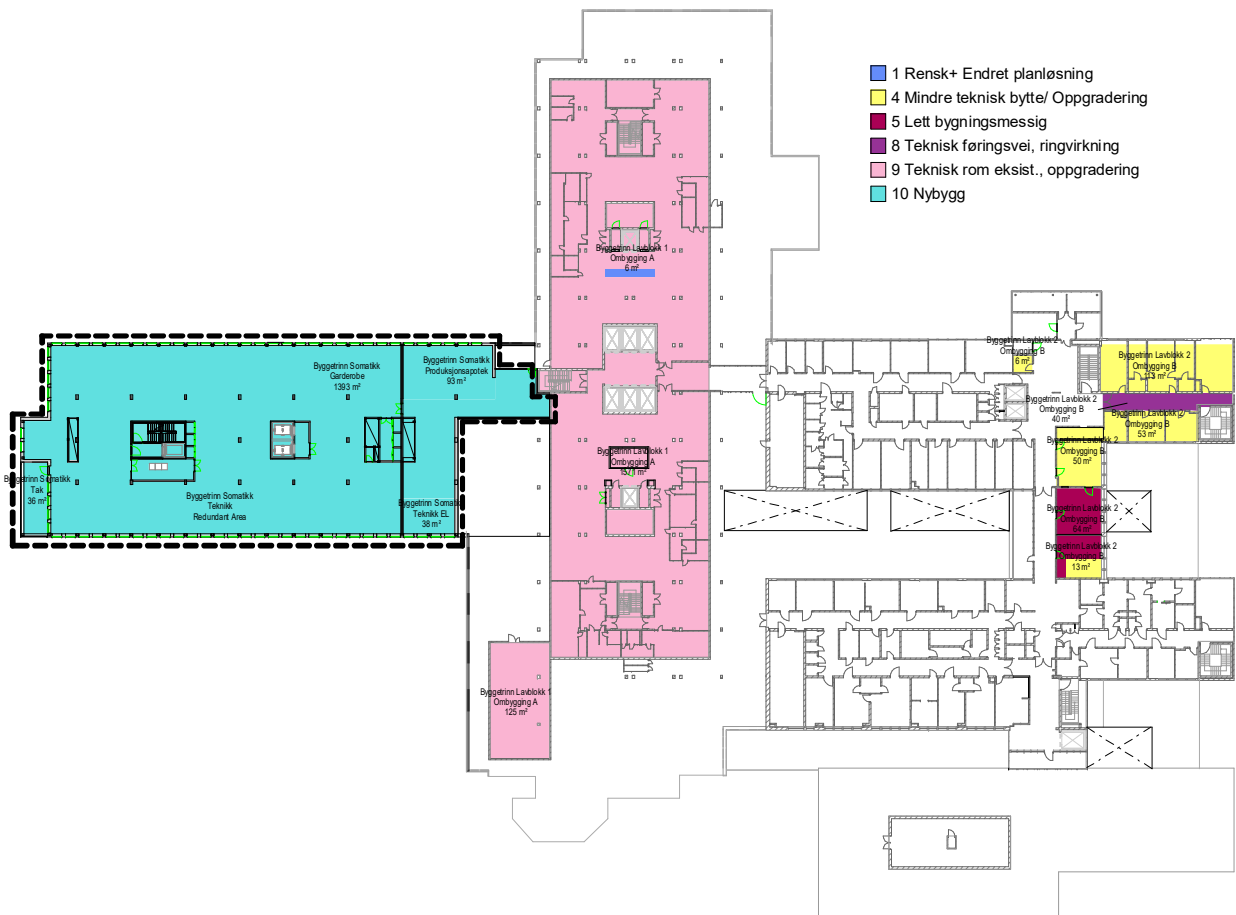 1 Rensk+ Endret planløsning
4 Mindre teknisk bytte/ Oppgradering
5 Lett bygningsmessig
8 Teknisk føringsvei, ringvirkning
9 Teknisk rom eksist., oppgradering
10 Nybygg
Byggetrinn Lavblokk 1
Ombygging A
6 m²
Byggetrinn Somatikk
Garderobe
1393 m²
Byggetrinn Somatikk
Produksjonsapotek
93 m²
Byggetrinn Lavblokk 2
Ombygging B
6 m²
Byggetrinn Lavblokk 2
Ombygging B
113 m²
Byggetrinn Lavblokk 2
Ombygging B
40 m²
Byggetrinn Lavblokk 2
Ombygging B
53 m²
Byggetrinn Lavblokk 2
Ombygging B
50 m²
Byggetrinn Somatikk
Tak
36 m²
Byggetrinn Somatikk
Teknikk
Redundant Area
Byggetrinn Somatikk
Teknikk EL
38 m²
Byggetrinn Lavblokk 1
Ombygging A
m²
Byggetrinn Lavblokk 2
Ombygging B
64 m²
Byggetrinn Lavblokk 2
Ombygging B
13 m²
Byggetrinn Lavblokk 1
Ombygging A
125 m²